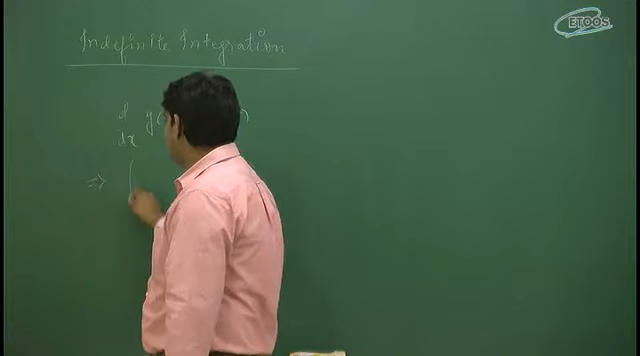 ETOOS
Indefinite Integration
d
dx
g(
)
⇒ ∫